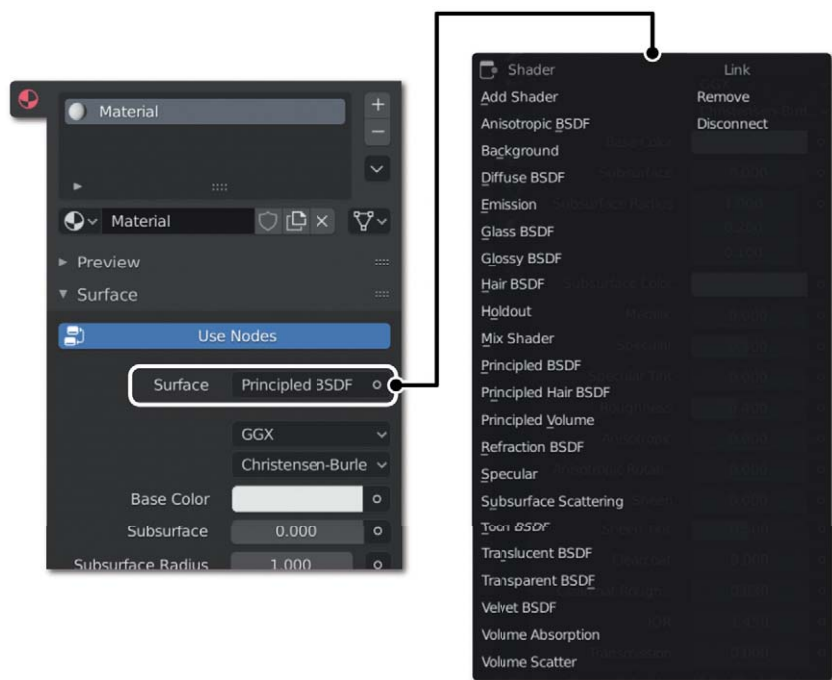 Material
Material
Preview
Surface
Use Nodes
Surface Principled BSDF
GGX
Christensen-Burle
Base Color
Subsurface 0.000
Subsurface Radius 1.000
Shader
Add Shader
Anisotropic BSDF
Background
Diffuse BSDF
Emission
Glass BSDF
Glossy BSDF
Hair BSDF
Holdout
Mix Shader
Principled BSDF
Principled Hair BSDF
Principled Volume
Refraction BSDF
Specular
Subsurface Scattering
Toon BSDF
Translucent BSDF
Transparent BSDF
Velvet BSDF
Volume Absorption
Volume Scatter
Link
Remove
Disconnect